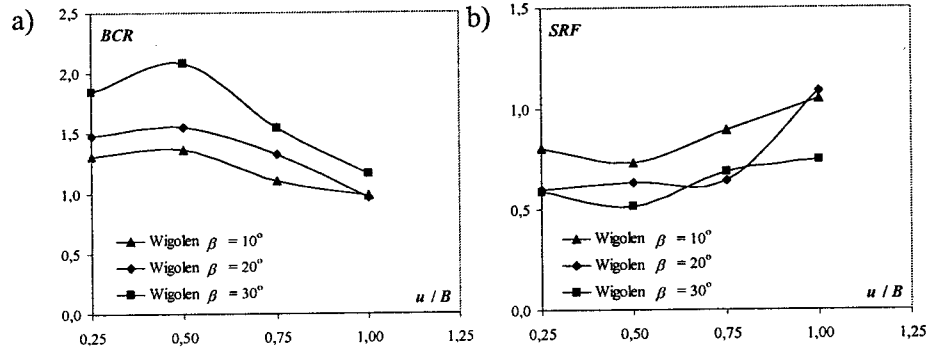 a)
BCR
2,5
2,0
1,5
1,0
0,5
0,0
Wigolen β = 10°
Wigolen β = 20°
Wigolen β = 30°
u / B
0,25 0,50 0,75 1,00 1,25
b)
SRF
1,5
1,0
0,5
0,0
Wigolen β = 10°
Wigolen β = 20°
Wigolen β = 30°
u / B
0,25 0,50 0,75 1,00 1,25